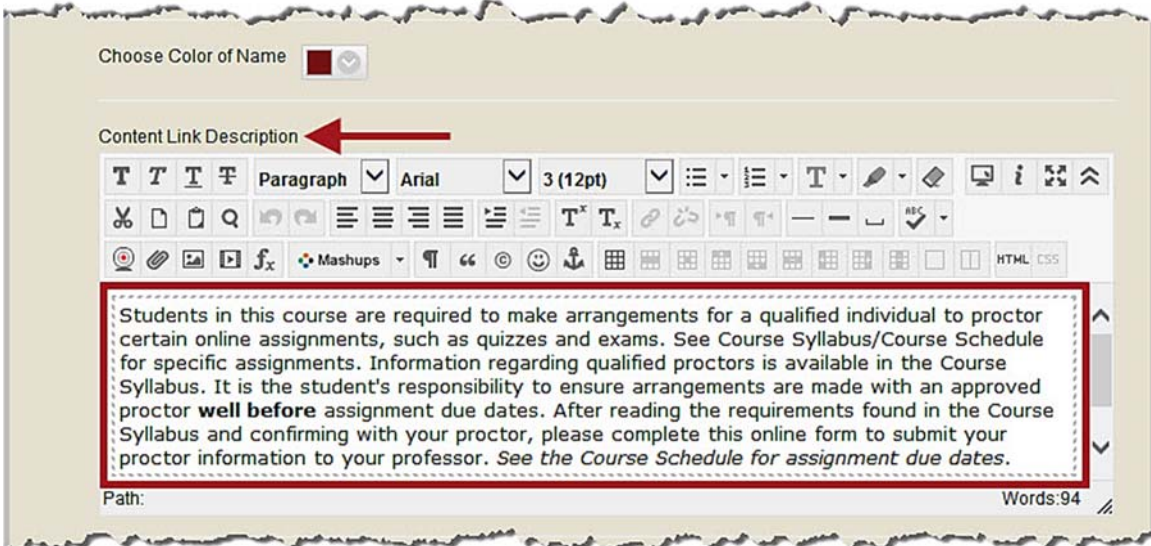 Choose Color of Name
Content Link Description
T T T T Paragraph Arial 3 (12pt) T i
Tx Tx ABC
fx Mashups ¶ “ © HTML CSS
Students in this course are required to make arrangements for a qualified individual to proctor
certain online assignments, such as quizzes and exams. See Course Syllabus/Course Schedule
for specific assignments. Information regarding qualified proctors is available in the Course
Syllabus. It is the student's responsibility to ensure arrangements are made with an approved
proctor well before assignment due dates. After reading the requirements found in the Course
Syllabus and confirming with your proctor, please complete this online form to submit your
proctor information to your professor. See the Course Schedule for assignment due dates.
Path: Words:94